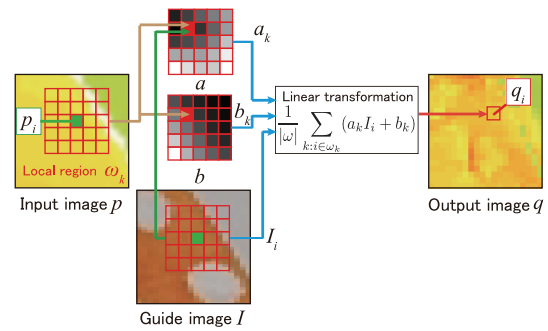 a_k
a
p_i
b_k
Local region ω_k
Input image p
b
Linear transformation
1/|ω| ∑_{k:i∈ω_k} (a_k I_i + b_k)
q_i
Output image q
I_i
Guide image I